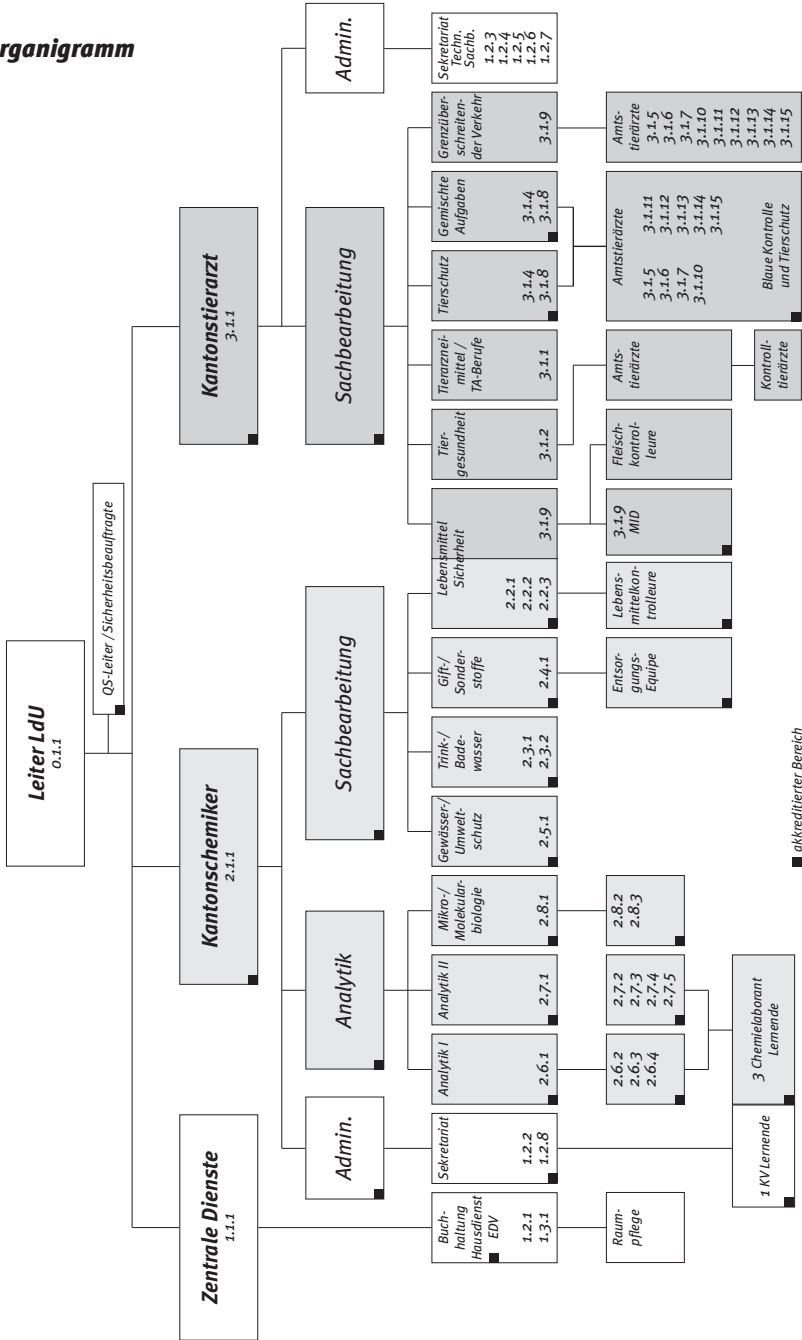 rganigramm
Leiter LdU
0.1.1
QS-Leiter / Sicherheitsbeauftragte
Zentrale Dienste
1.1.1
Kantonschemiker
2.1.1
Kantonstierarzt
3.1.1
Admin.
Analytik
Sachbearbeitung
Sachbearbeitung
Admin.
Buch-
haltung
Hausdienst
EDV
1.2.1
1.3.1
Sekretariat
1.2.2
1.2.8
Analytik I
2.6.1
Analytik II
2.7.1
Mikro-/
Molekular-
biologie
2.8.1
Gewässer-/
Umwelt-
schutz
2.5.1
Trink-/
Bade-
wasser
2.3.1
2.3.2
Gift-/
Sonder-
stoffe
2.4.1
Lebensmittel
Sicherheit
2.2.1
2.2.2
2.2.3
3.1.9
Tier-
gesundheit
3.1.2
Tierarznei-
mittel /
TA-Berufe
3.1.1
Tierschutz
3.1.4
3.1.8
Gemischte
Aufgaben
3.1.4
3.1.8
Grenzüber-
schreiten-
der Verkehr
3.1.9
Sekretariat
Techn.
Sachb.
1.2.3
1.2.4
1.2.5
1.2.6
1.2.7
Raum-
pflege
2.6.2
2.6.3
2.6.4
2.7.2
2.7.3
2.7.4
2.7.5
2.8.2
2.8.3
Entsor-
gungs-
Equipe
Lebens-
mittelkon-
trolleure
3.1.9
MID
Fleisch-
kontrol-
leure
Amts-
tierärzte
Amtstierärzte
3.1.5
3.1.6
3.1.7
3.1.10
3.1.11
3.1.12
3.1.13
3.1.14
3.1.15
Blaue Kontrolle
und Tierschutz
Amts-
tierärzte
3.1.5
3.1.6
3.1.7
3.1.10
3.1.11
3.1.12
3.1.13
3.1.14
3.1.15
1 KV Lernende
3 Chemielaborant
Lernende
Kontroll-
tierärzte
akkreditierter Bereich